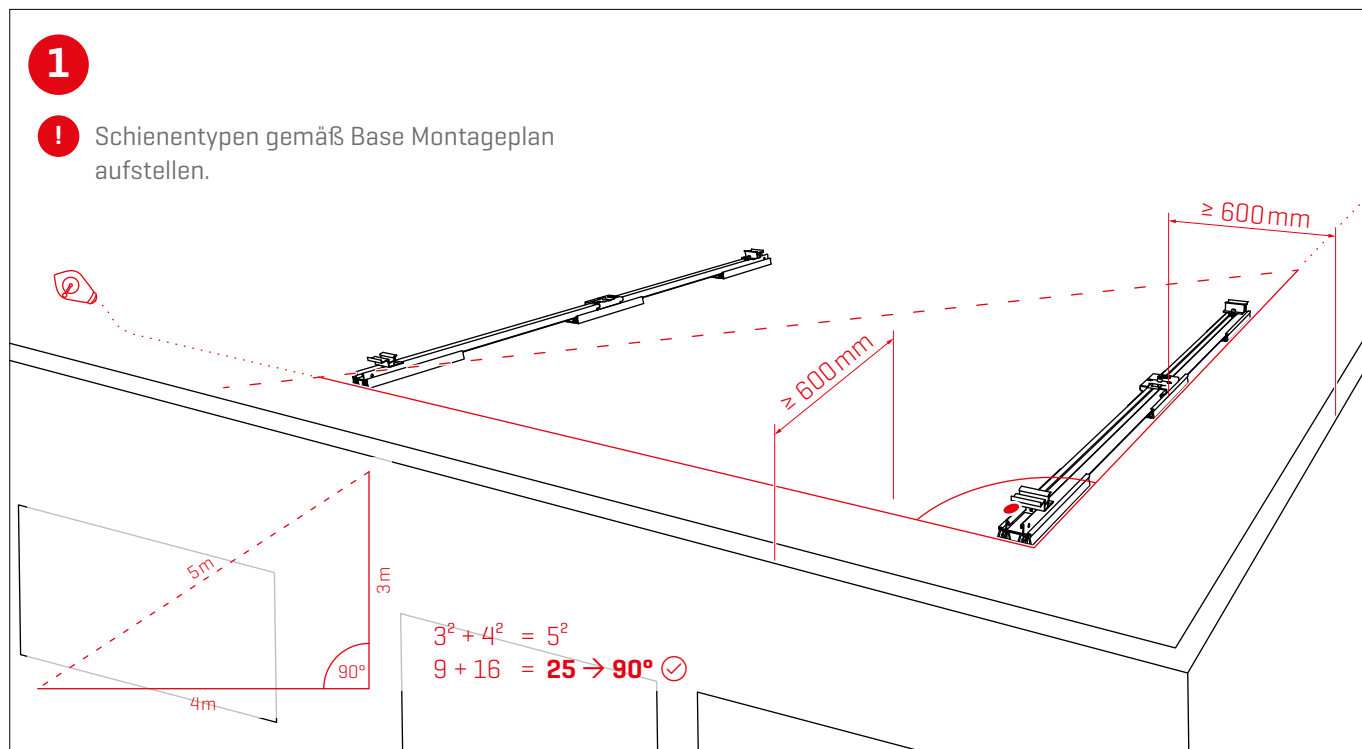 1
! Schienentypen gemäß Base Montageplan
aufstellen.
≥ 600 mm
≥ 600 mm
5m
3m
90°
4m
3² + 4² = 5²
9 + 16 = 25 → 90°